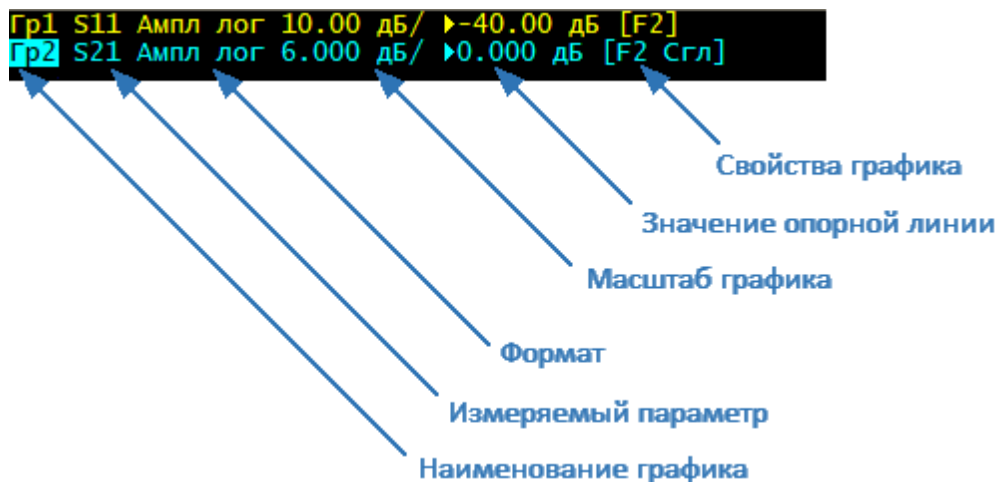 Гр1 S11 Ампл лог 10.00 дБ/ ▶-40.00 дБ [F2]
Гр2 S21 Ампл лог 6.000 дБ/ ▶0.000 дБ [F2 Сгл]
Свойства графика
Значение опорной линии
Масштаб графика
Формат
Измеряемый параметр
Наименование графика